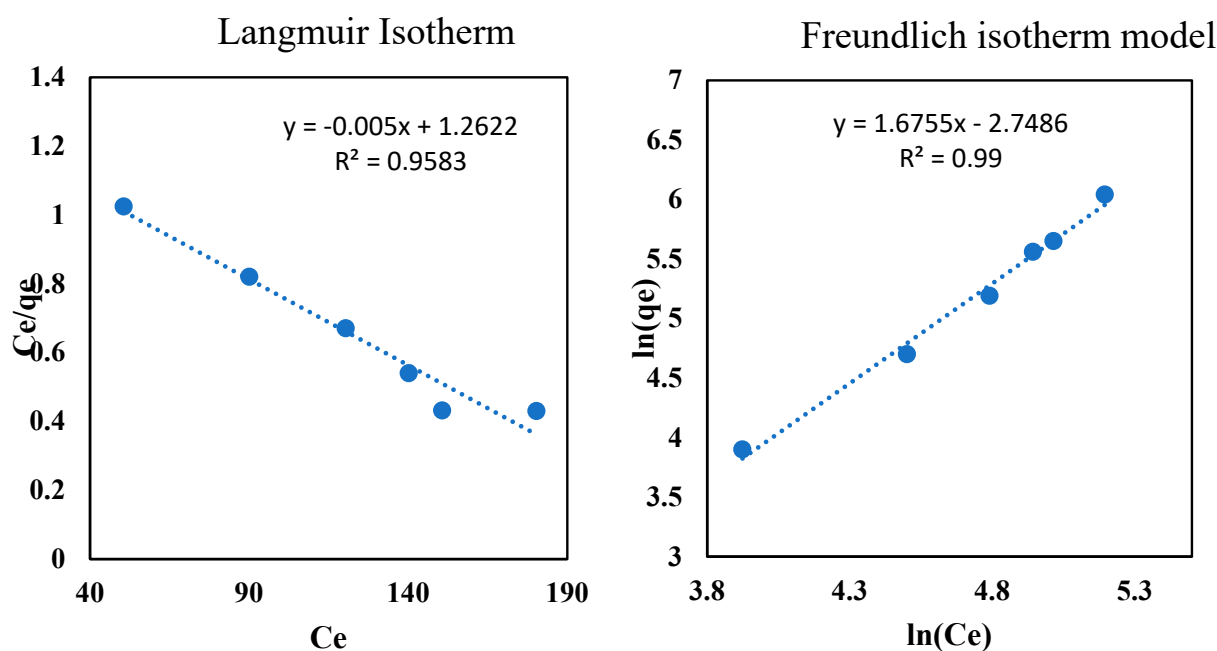 Langmuir Isotherm
1.4
1.2
1
0.8
0.6
0.4
0.2
0
Ce/qe
y = -0.005x + 1.2622
R² = 0.9583
40 90 140 190
Ce
Freundlich isotherm model
7
6.5
6
5.5
5
4.5
4
3.5
3
ln(qe)
y = 1.6755x - 2.7486
R² = 0.99
3.8 4.3 4.8 5.3
ln(Ce)